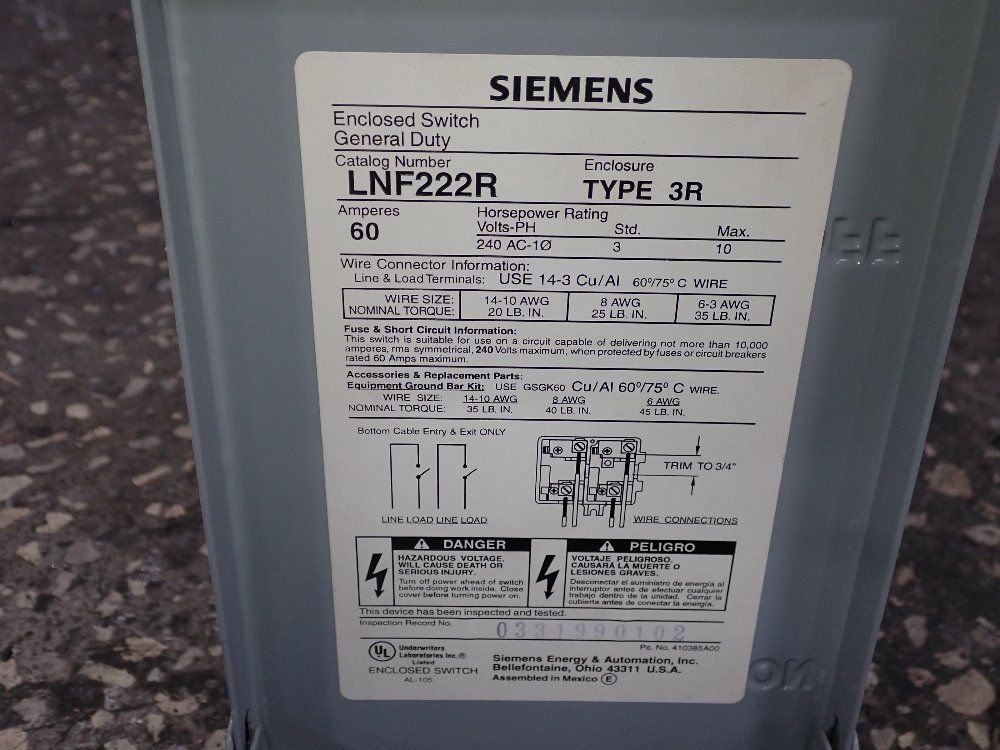 SIEMENS
Enclosed Switch
General Duty
Catalog Number Enclosure
LNF222R TYPE 3R
Amperes Horsepower Rating
60 Volts-PH Std. Max.
240 AC-1Ø 3 10
Wire Connector Information:
Line & Load Terminals: USE 14-3 Cu/Al 60°/75° C WIRE
WIRE SIZE: 14-10 AWG 8 AWG 6-3 AWG
NOMINAL TORQUE: 20 LB. IN. 25 LB. IN. 35 LB. IN.
Fuse & Short Circuit Information:
This switch is suitable for use on a circuit capable of delivering not more than 10,000
amperes, rms symmetrical, 240 Volts maximum, when protected by fuses or circuit breakers
rated 60 Amps maximum.
Accessories & Replacement Parts:
Equipment Ground Bar Kit: USE GSGK60 Cu/Al 60°/75° C WIRE.
WIRE SIZE: 14-10 AWG 8 AWG 6 AWG
NOMINAL TORQUE: 35 LB. IN. 40 LB. IN. 45 LB. IN.
Bottom Cable Entry & Exit ONLY
TRIM TO 3/4"
LINE LOAD LINE LOAD WIRE CONNECTIONS
DANGER
HAZARDOUS VOLTAGE.
WILL CAUSE DEATH OR
SERIOUS INJURY.
Turn off power ahead of switch
before doing work inside. Close
cover before turning power on.
PELIGRO
VOLTAJE PELIGROSO
CAUSARÁ LA MUERTE O
LESIONES GRAVES.
Desconectar el suministro de energía al
interruptor antes de efectuar cualquier
trabajo dentro de la unidad. Cerrar la
cubierta antes de conectar la energía.
This device has been inspected and tested.
Inspection Record No. 0331990102
Pc. No. 410385A00
UL Underwriters
Laboratories Inc.®
Listed
ENCLOSED SWITCH
AL-105
Siemens Energy & Automation, Inc.
Bellefontaine, Ohio 43311 U.S.A.
Assembled in Mexico E
ON